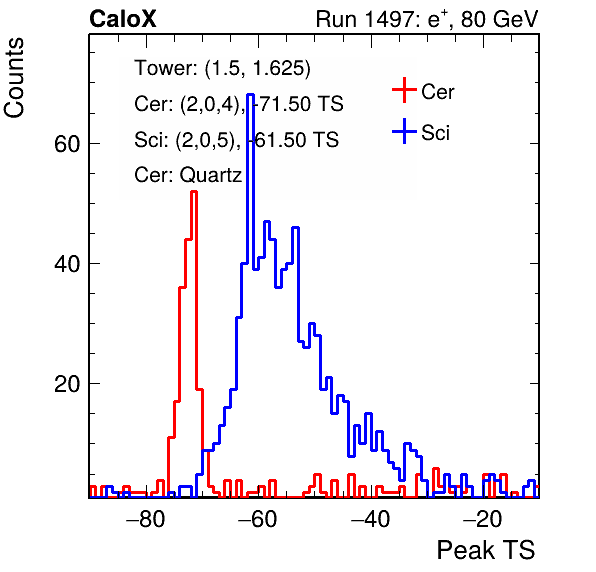 CaloX Run 1497: e+, 80 GeV
Counts
Tower: (1.5, 1.625)
Cer: (2,0,4), -71.50 TS
Sci: (2,0,5), -61.50 TS
Cer: Quartz
Cer
Sci
60
40
20
−80 −60 −40 −20
Peak TS